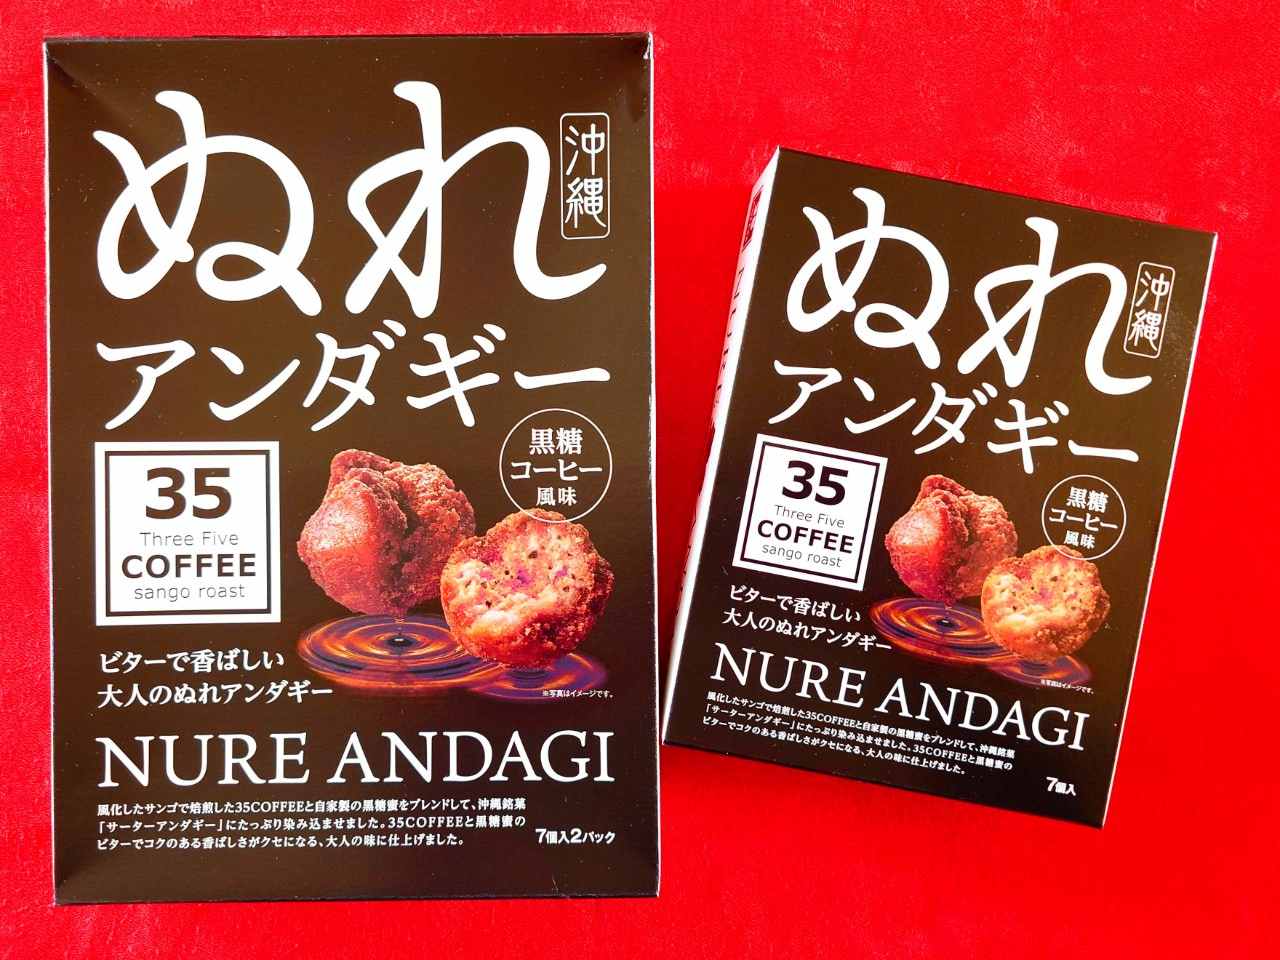 ぬれ
沖縄
アンダギー
黒糖
コーヒー
風味
35
Three Five
COFFEE
sango roast
ビターで香ばしい
大人のぬれアンダギー
※写真はイメージです。
NURE ANDAGI
風化したサンゴで焙煎した35COFFEEと自家製の黒糖蜜をブレンドして、沖縄銘菓
「サーターアンダギー」にたっぷり染み込ませました。35COFFEEと黒糖蜜の
ビターでコクのある香ばしさがクセになる、大人の味に仕上げました。
7個入2パック
ぬれ
沖縄
アンダギー
黒糖
コーヒー
風味
35
Three Five
COFFEE
sango roast
ビターで香ばしい
大人のぬれアンダギー
※写真はイメージです。
NURE ANDAGI
風化したサンゴで焙煎した35COFFEEと自家製の黒糖蜜をブレンドして、沖縄銘菓
「サーターアンダギー」にたっぷり染み込ませました。35COFFEEと黒糖蜜の
ビターでコクのある香ばしさがクセになる、大人の味に仕上げました。
7個入